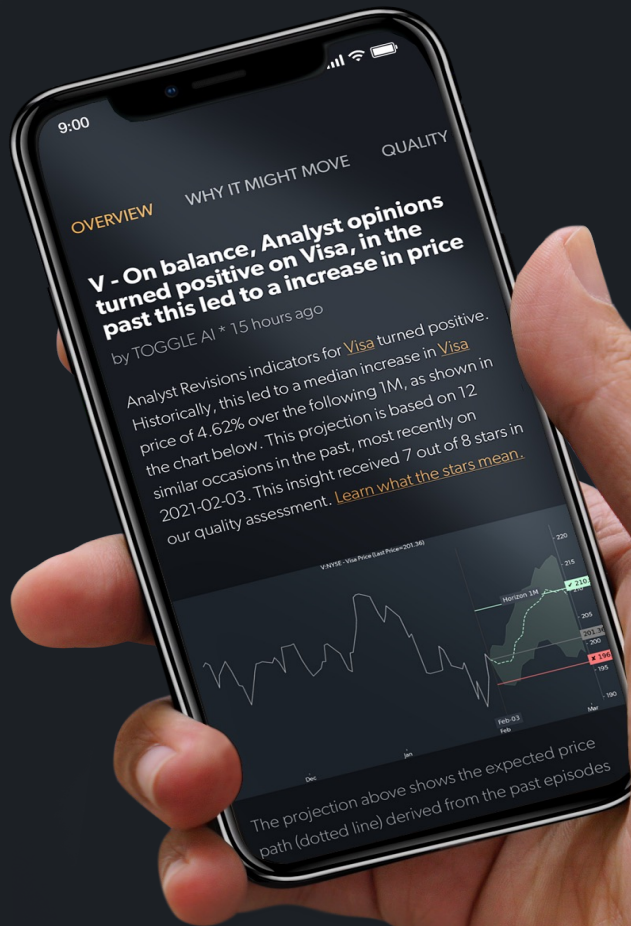 9:00
OVERVIEW
WHY IT MIGHT MOVE
QUALITY
V - On balance, Analyst opinions
turned positive on Visa, in the
past this led to a increase in price
by TOGGLE AI * 15 hours ago
Analyst Revisions indicators for Visa turned positive.
Historically, this led to a median increase in Visa
price of 4.62% over the following 1M, as shown in
the chart below. This projection is based on 12
similar occasions in the past, most recently on
2021-02-03. This insight received 7 out of 8 stars in
our quality assessment. Learn what the stars mean.
V:NYSE - Visa Price (Last Price=201.36)
Horizon 1M
220
215
✔ 210
205
201.36
200
✘ 196
195
190
Feb-03
Dec
Jan
Feb
Mar
The projection above shows the expected price
path (dotted line) derived from the past episodes